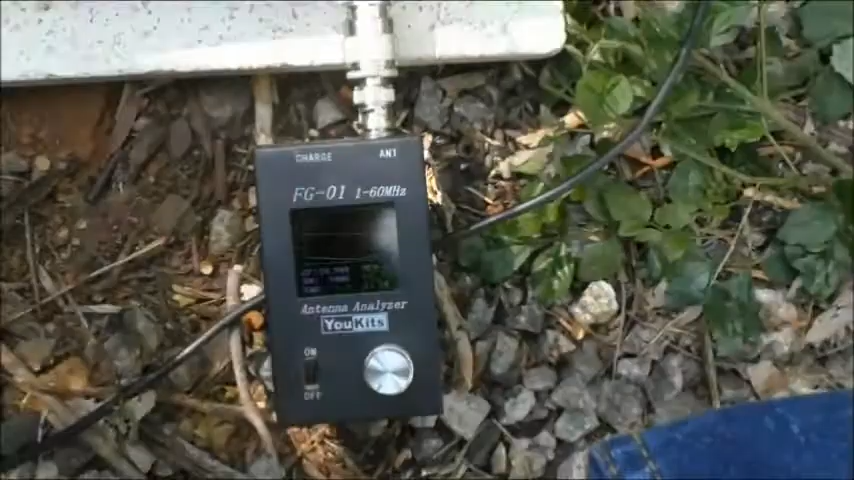 CHARGE ANT
FG-01 1-60MHz
Antenna Analyzer
YouKits
ON
OFF